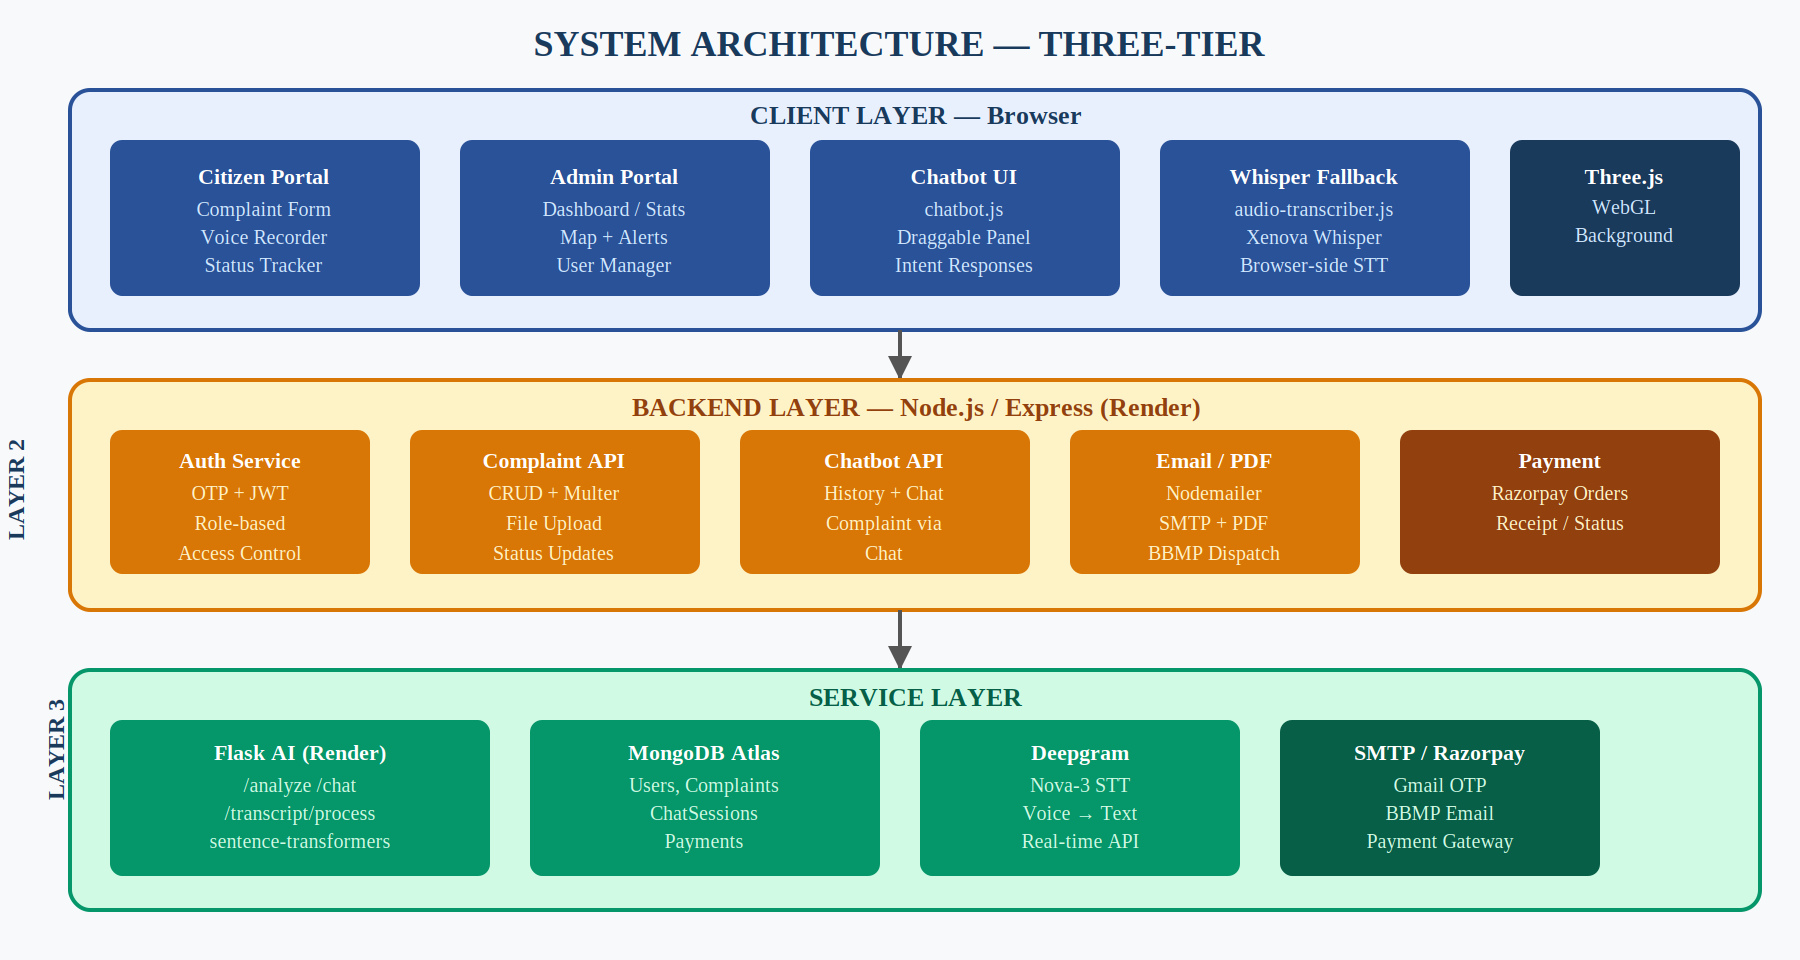 SYSTEM ARCHITECTURE — THREE-TIER
CLIENT LAYER — Browser
Citizen Portal
Complaint Form
Voice Recorder
Status Tracker
Admin Portal
Dashboard / Stats
Map + Alerts
User Manager
Chatbot UI
chatbot.js
Draggable Panel
Intent Responses
Whisper Fallback
audio-transcriber.js
Xenova Whisper
Browser-side STT
Three.js
WebGL
Background
LAYER 2
BACKEND LAYER — Node.js / Express (Render)
Auth Service
OTP + JWT
Role-based
Access Control
Complaint API
CRUD + Multer
File Upload
Status Updates
Chatbot API
History + Chat
Complaint via
Chat
Email / PDF
Nodemailer
SMTP + PDF
BBMP Dispatch
Payment
Razorpay Orders
Receipt / Status
LAYER 3
SERVICE LAYER
Flask AI (Render)
/analyze /chat
/transcript/process
sentence-transformers
MongoDB Atlas
Users, Complaints
ChatSessions
Payments
Deepgram
Nova-3 STT
Voice → Text
Real-time API
SMTP / Razorpay
Gmail OTP
BBMP Email
Payment Gateway